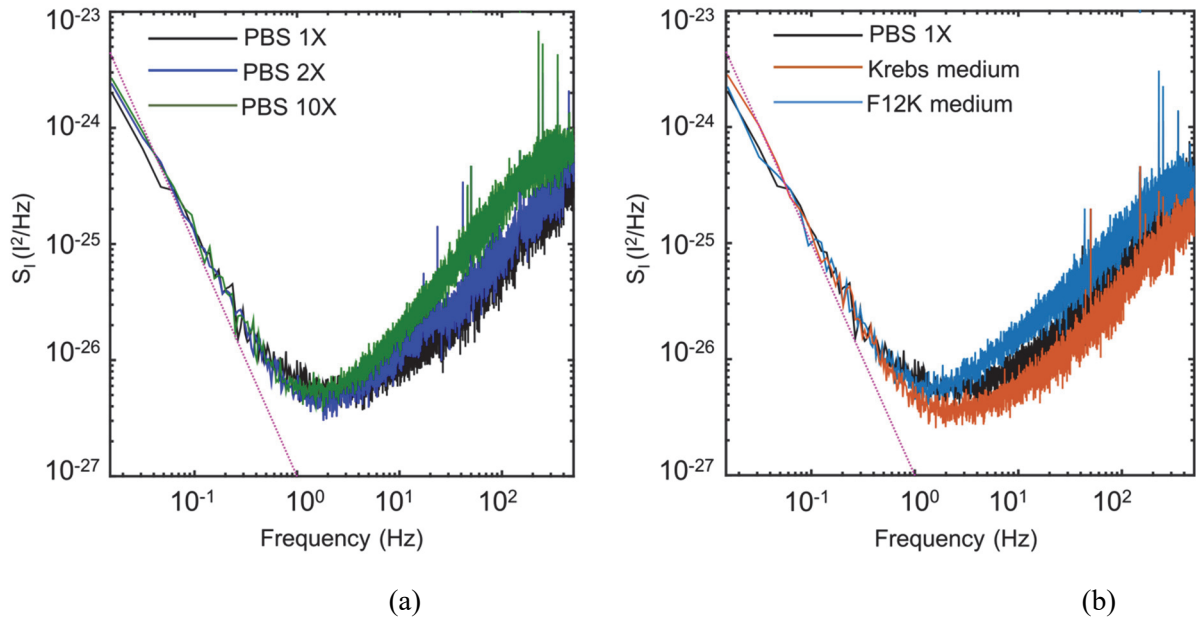 10⁻²³
10⁻²⁴
10⁻²⁵
10⁻²⁶
10⁻²⁷
S_I (I²/Hz)
PBS 1X
PBS 2X
PBS 10X
10⁻¹ 10⁰ 10¹ 10²
Frequency (Hz)
(a)
10⁻²³
10⁻²⁴
10⁻²⁵
10⁻²⁶
10⁻²⁷
S_I (I²/Hz)
PBS 1X
Krebs medium
F12K medium
10⁻¹ 10⁰ 10¹ 10²
Frequency (Hz)
(b)